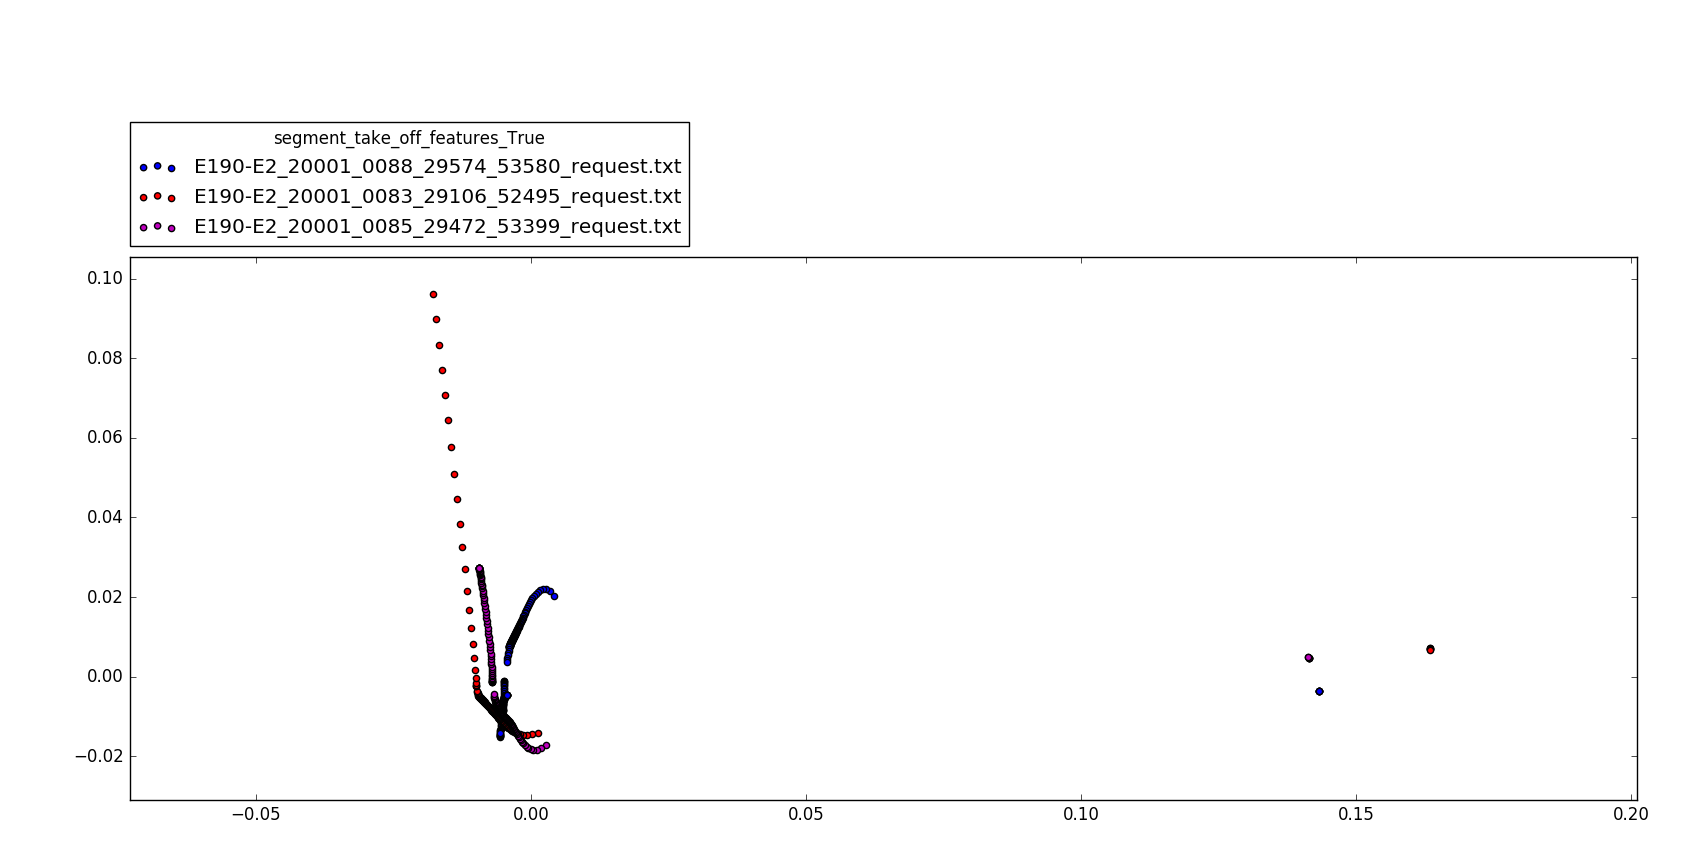 segment_take_off_features_True
E190-E2_20001_0088_29574_53580_request.txt
E190-E2_20001_0083_29106_52495_request.txt
E190-E2_20001_0085_29472_53399_request.txt
0.10
0.08
0.06
0.04
0.02
0.00
−0.02
−0.05 0.00 0.05 0.10 0.15 0.20